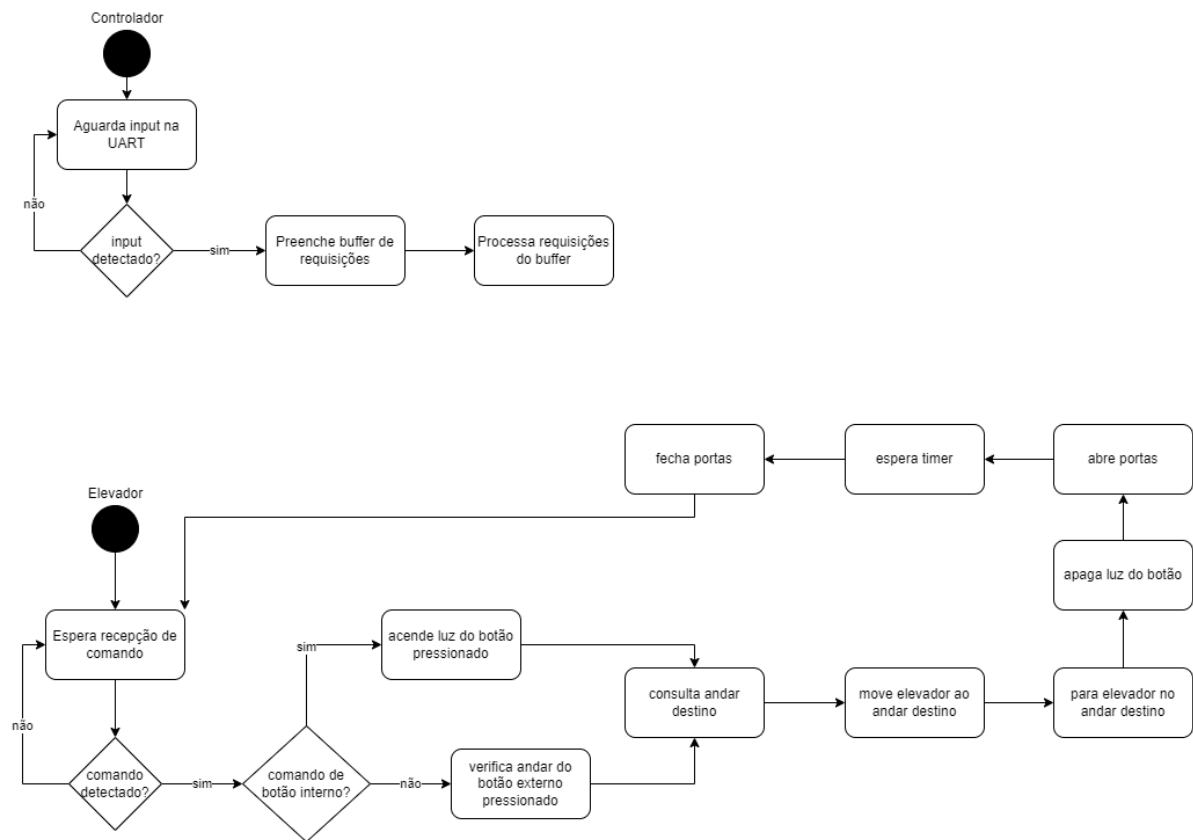 Controlador
Aguarda input na
UART
não
input
detectado?
sim
Preenche buffer de
requisições
Processa requisições
do buffer
fecha portas
espera timer
abre portas
Elevador
apaga luz do botão
Espera recepção de
comando
não
comando
detectado?
sim
comando de
botão interno?
sim
acende luz do botão
pressionado
não
verifica andar do
botão externo
pressionado
consulta andar
destino
move elevador ao
andar destino
para elevador no
andar destino